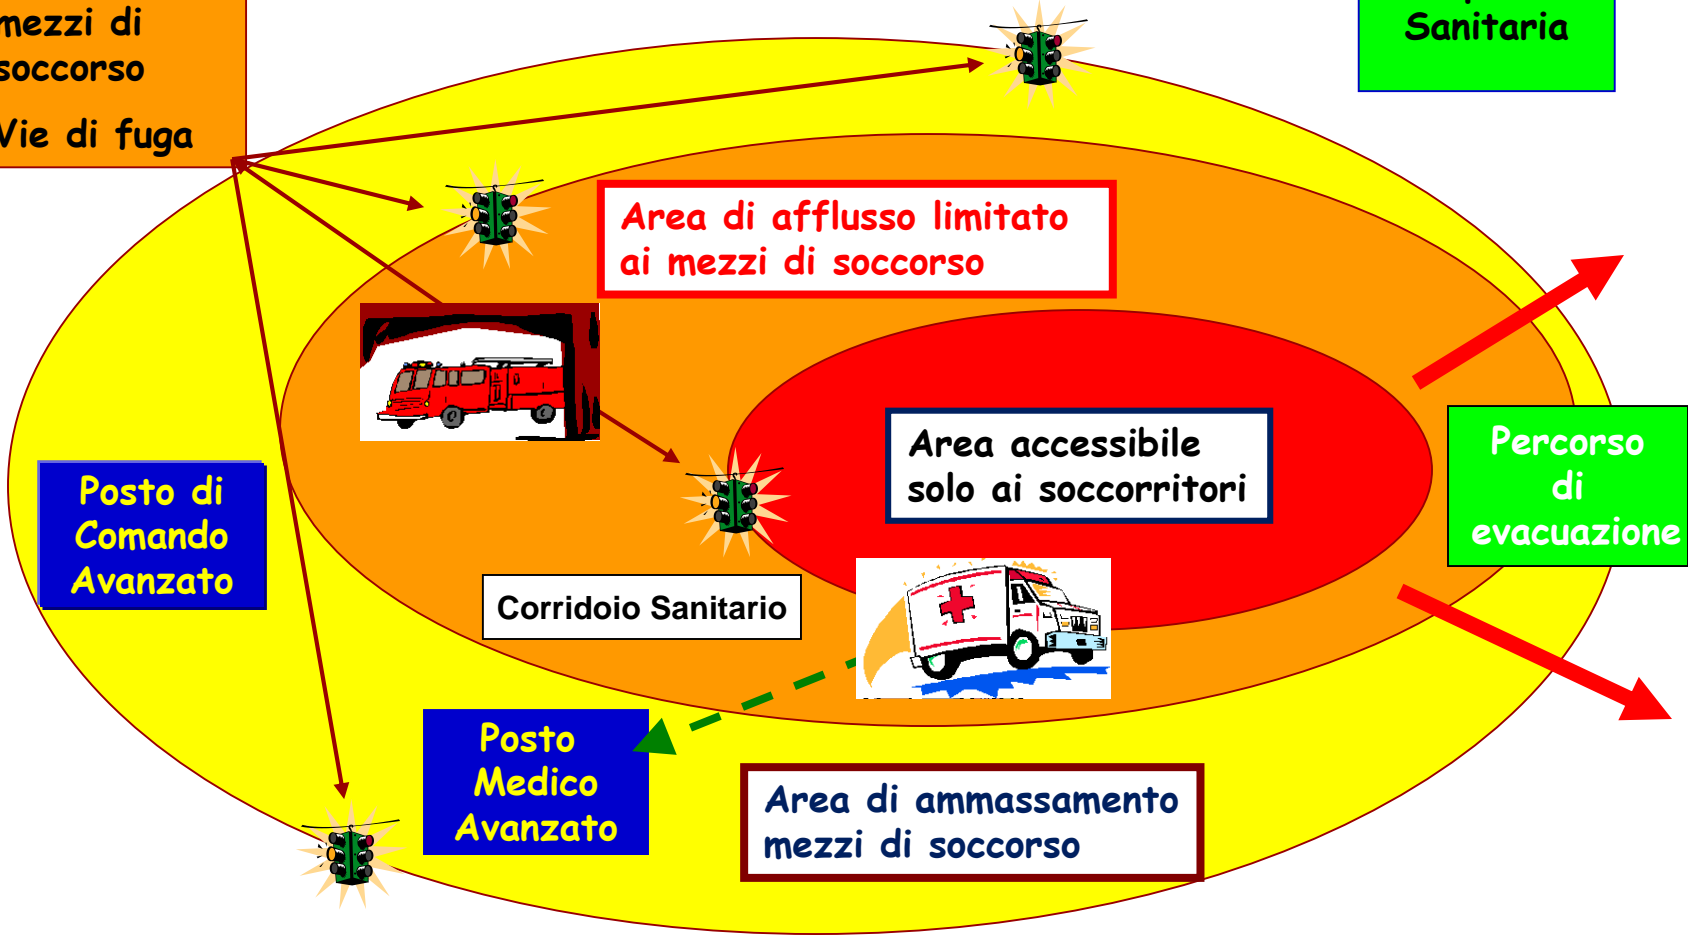 mezzi di
soccorso
Vie di fuga
Sanitaria
Area di afflusso limitato
ai mezzi di soccorso
Area accessibile
solo ai soccorritori
Percorso
di
evacuazione
Posto di
Comando
Avanzato
Corridoio Sanitario
Posto
Medico
Avanzato
Area di ammassamento
mezzi di soccorso